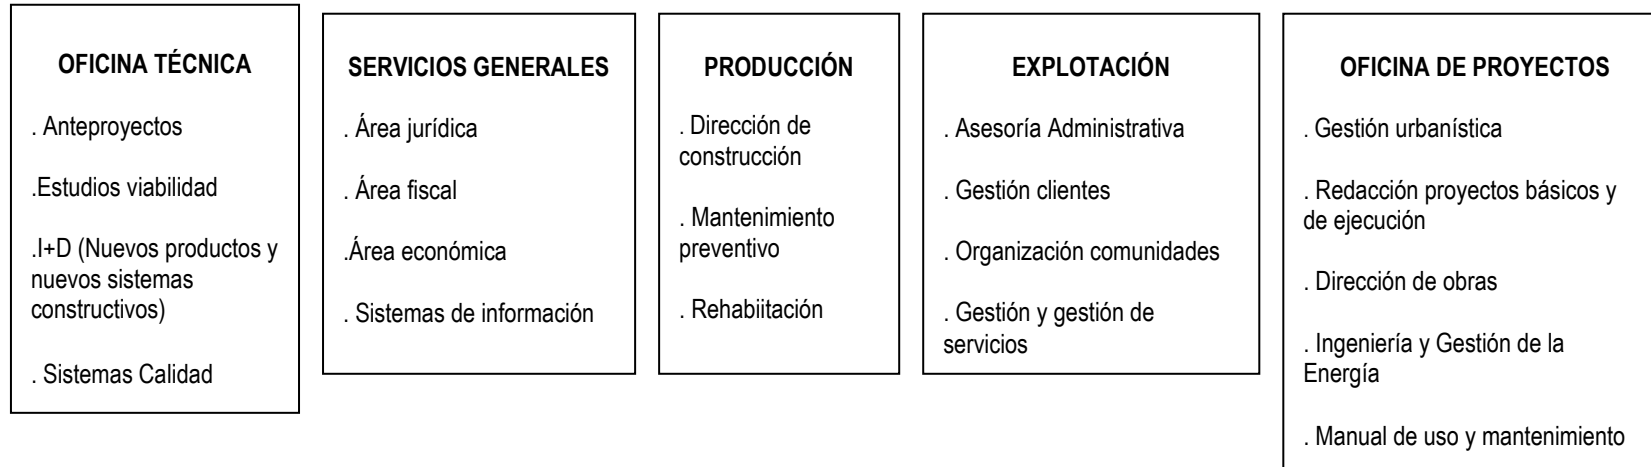 OFICINA TÉCNICA
. Anteproyectos
.Estudios viabilidad
.I+D (Nuevos productos y
nuevos sistemas
constructivos)
. Sistemas Calidad
SERVICIOS GENERALES
. Área jurídica
. Área fiscal
.Área económica
. Sistemas de información
PRODUCCIÓN
. Dirección de
construcción
. Mantenimiento
preventivo
. Rehabiitación
EXPLOTACIÓN
. Asesoría Administrativa
. Gestión clientes
. Organización comunidades
. Gestión y gestión de
servicios
OFICINA DE PROYECTOS
. Gestión urbanística
. Redacción proyectos básicos y
de ejecución
. Dirección de obras
. Ingeniería y Gestión de la
Energía
. Manual de uso y mantenimiento